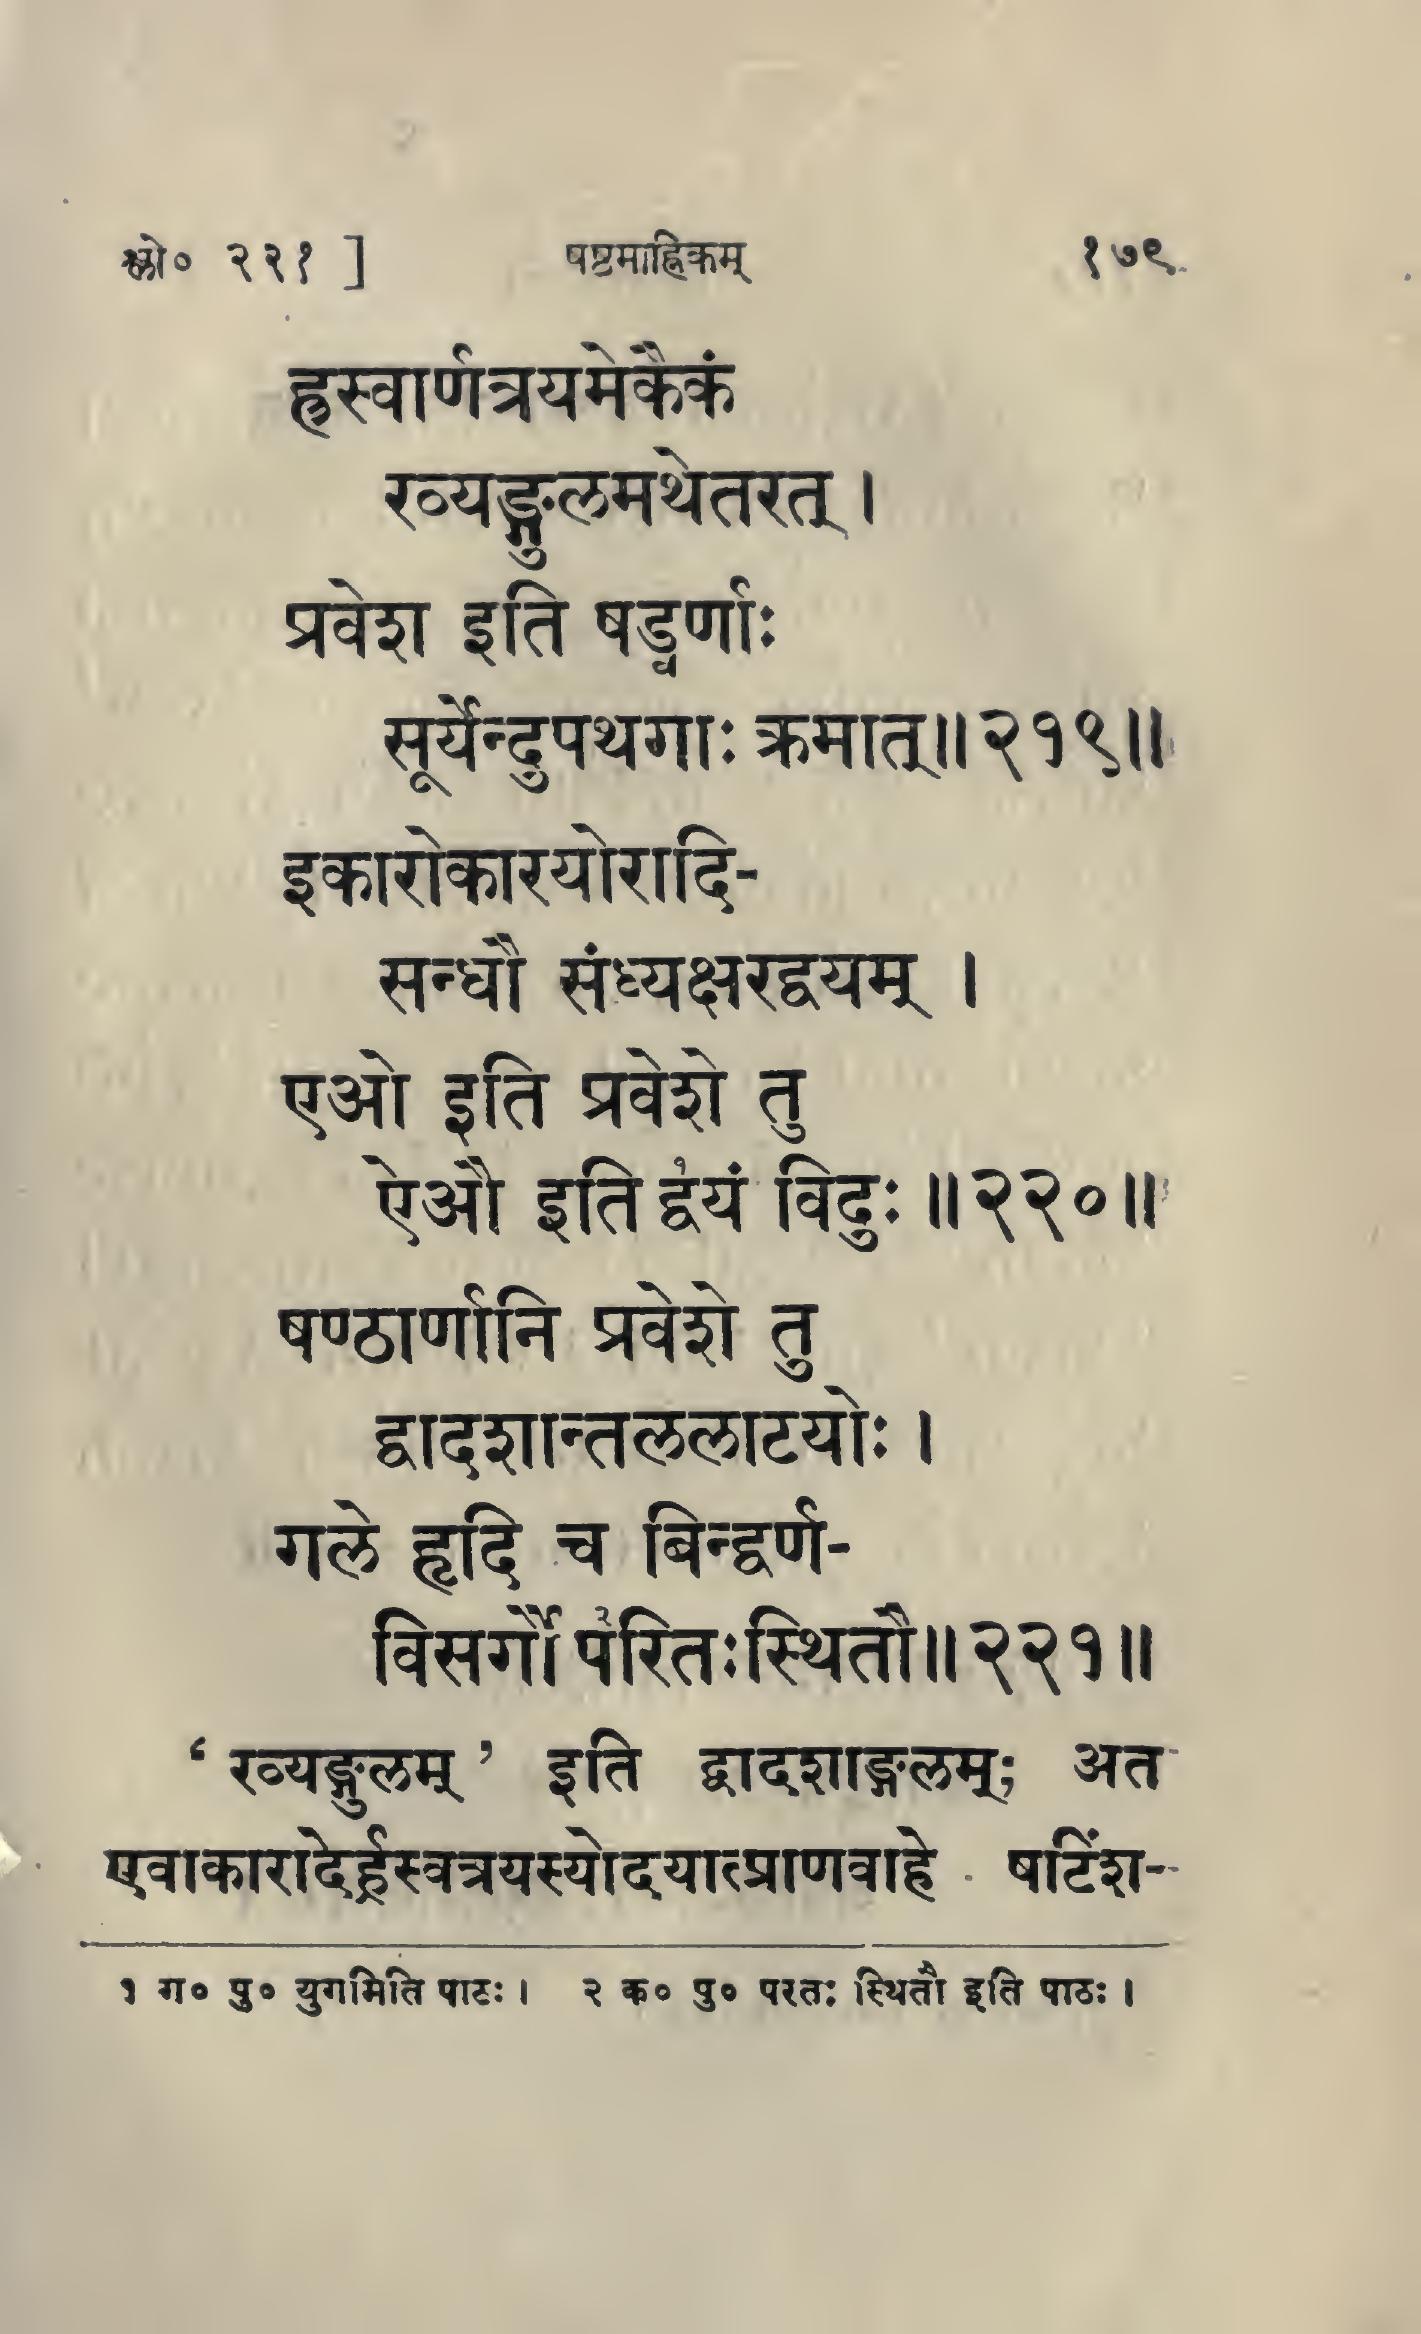 श्लो० २२१ ] षष्ठमाह्निकम् १७९
ह्रस्वार्णत्रयमेकैकं
रव्यङ्गुलमथेतरत् ।
प्रवेश इति षड्वर्णाः
सूर्येन्दुपथगाः क्रमात्॥२१९॥
इकारोकारयोरादि-
सन्धौ संध्यक्षरद्वयम् ।
एओ इति प्रवेशे तु
ऐऔ इति द्व१यं विदुः ॥२२०॥
षण्ठार्णानि प्रवेशे तु
द्वादशान्तललाटयोः ।
गले हृदि च बिन्द्वर्ण-
विसर्गौ प२रितःस्थितौ॥२२१॥
‘ रव्यङ्गुलम् ’ इति द्वादशाङ्गलम्; अत
एवाकारादेर्ह्रस्वत्रयस्योदयात्प्राणवाहे षटिंश-
१ ग० पु० युगमिति पाठः । २ क० पु० परतः स्थितौ इति पाठः ।